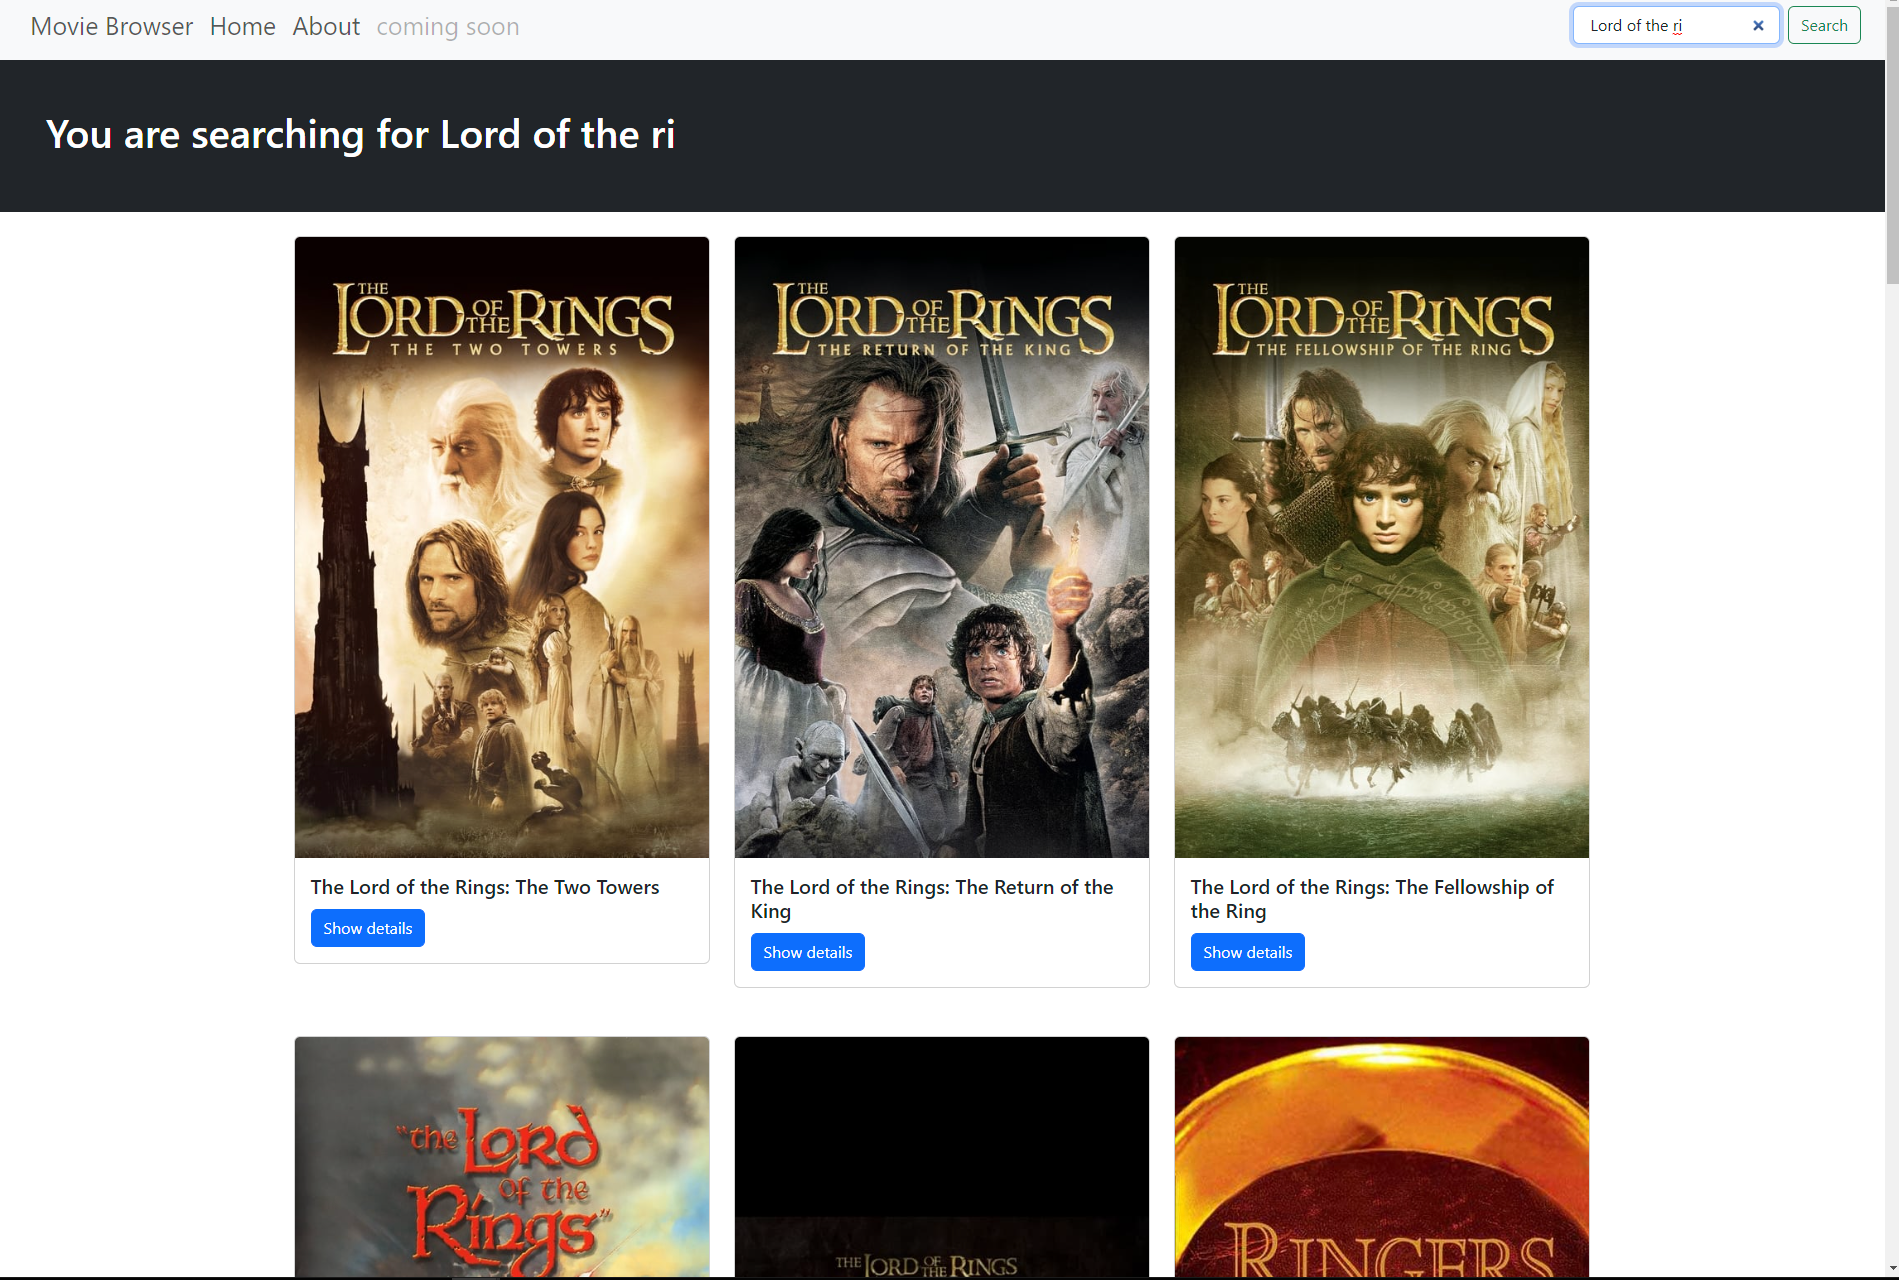 Movie Browser Home About coming soon
Lord of the ri
Search
You are searching for Lord of the ri
THE
LORD OF THE RINGS
THE TWO TOWERS
THE
LORD OF THE RINGS
THE RETURN OF THE KING
THE
LORD OF THE RINGS
THE FELLOWSHIP OF THE RING
The Lord of the Rings: The Two Towers
Show details
The Lord of the Rings: The Return of the
King
Show details
The Lord of the Rings: The Fellowship of
the Ring
Show details
"the Lord
of the
Rings"
THE LORD OF THE RINGS
RINGERS